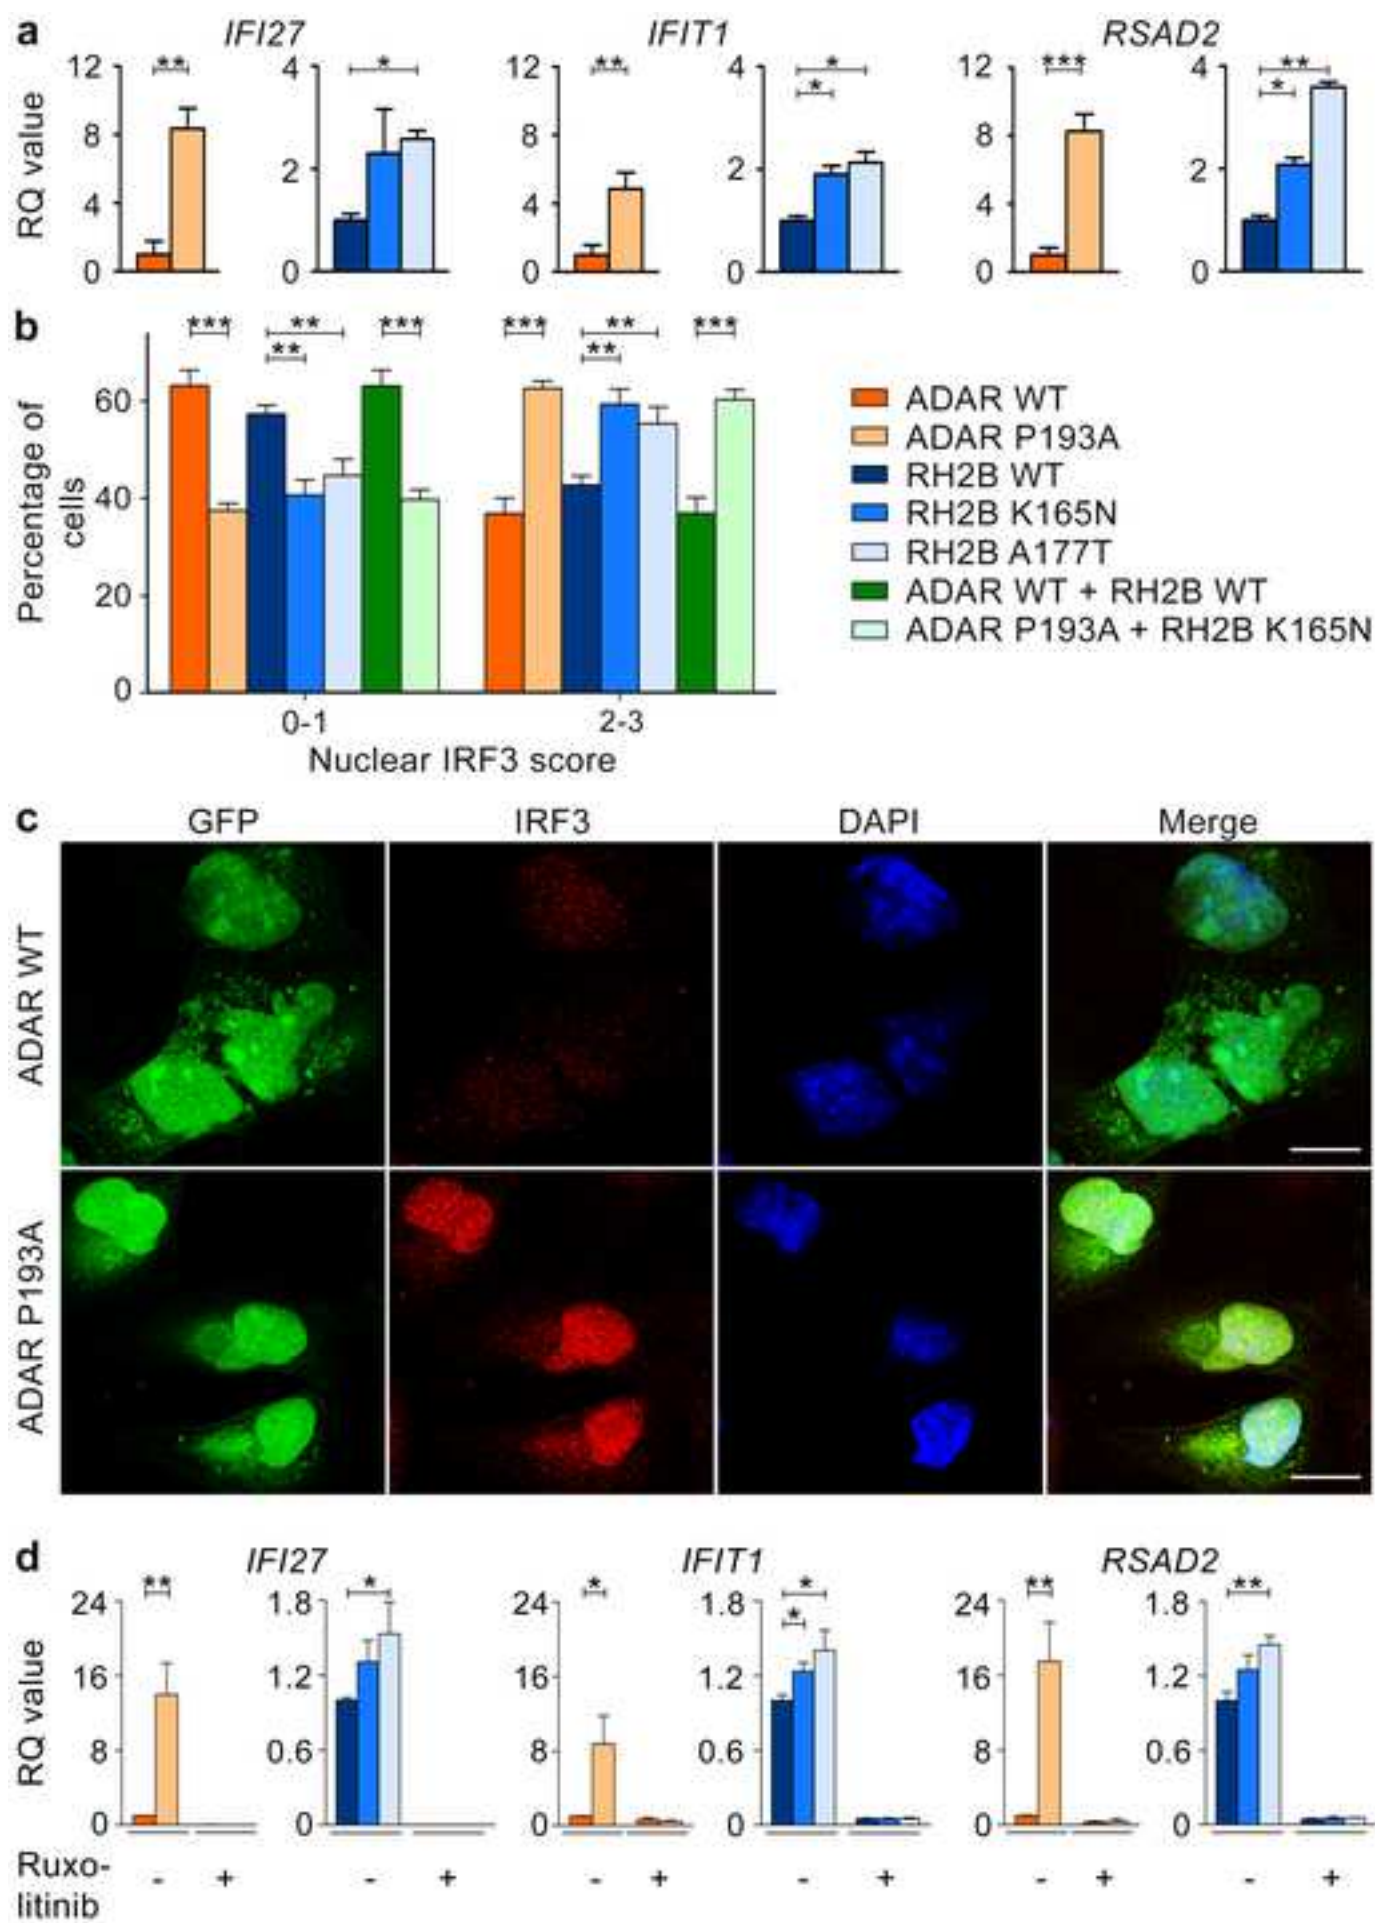 a IFI27 IFIT1 RSAD2
** * ** * * *** ** *
RQ value
12 8 4 0
4 2 0
12 8 4 0
4 2 0
12 8 4 0
4 2 0
b
*** ** ** *** *** ** ** ***
Percentage of
cells
60
40
20
0
0-1 2-3
Nuclear IRF3 score
ADAR WT
ADAR P193A
RH2B WT
RH2B K165N
RH2B A177T
ADAR WT + RH2B WT
ADAR P193A + RH2B K165N
c GFP IRF3 DAPI Merge
ADAR WT
ADAR P193A
d IFI27 IFIT1 RSAD2
** * * * * ** **
RQ value
24 16 8 0
1.8 1.2 0.6 0
24 16 8 0
1.8 1.2 0.6 0
24 16 8 0
1.8 1.2 0.6 0
Ruxo-
litinib
- + - + - + - + - + - +